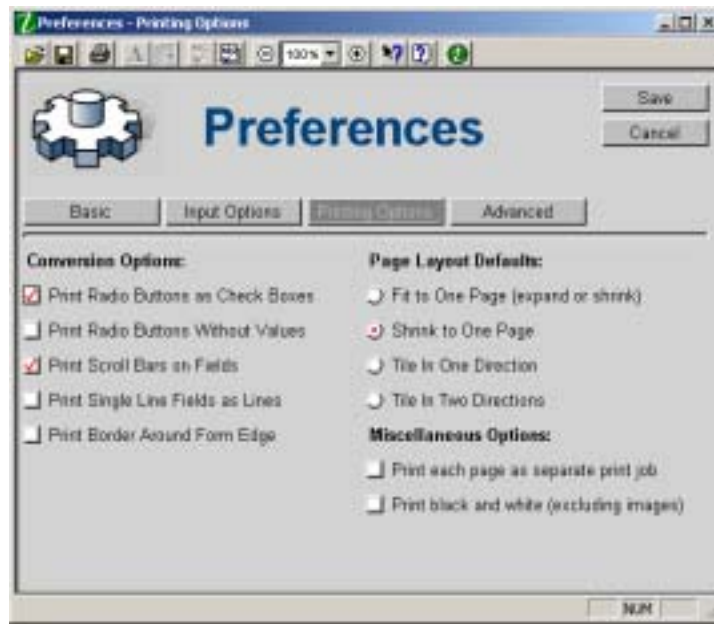 Preferences - Printing Options
100%
Preferences
Save
Cancel
Basic
Input Options
Printing Options
Advanced
Conversion Options:
Print Radio Buttons as Check Boxes
Print Radio Buttons Without Values
Print Scroll Bars on Fields
Print Single Line Fields as Lines
Print Border Around Form Edge
Page Layout Defaults:
Fit to One Page (expand or shrink)
Shrink to One Page
Tile In One Direction
Tile In Two Directions
Miscellaneous Options:
Print each page as separate print job
Print black and white (excluding images)
NUM